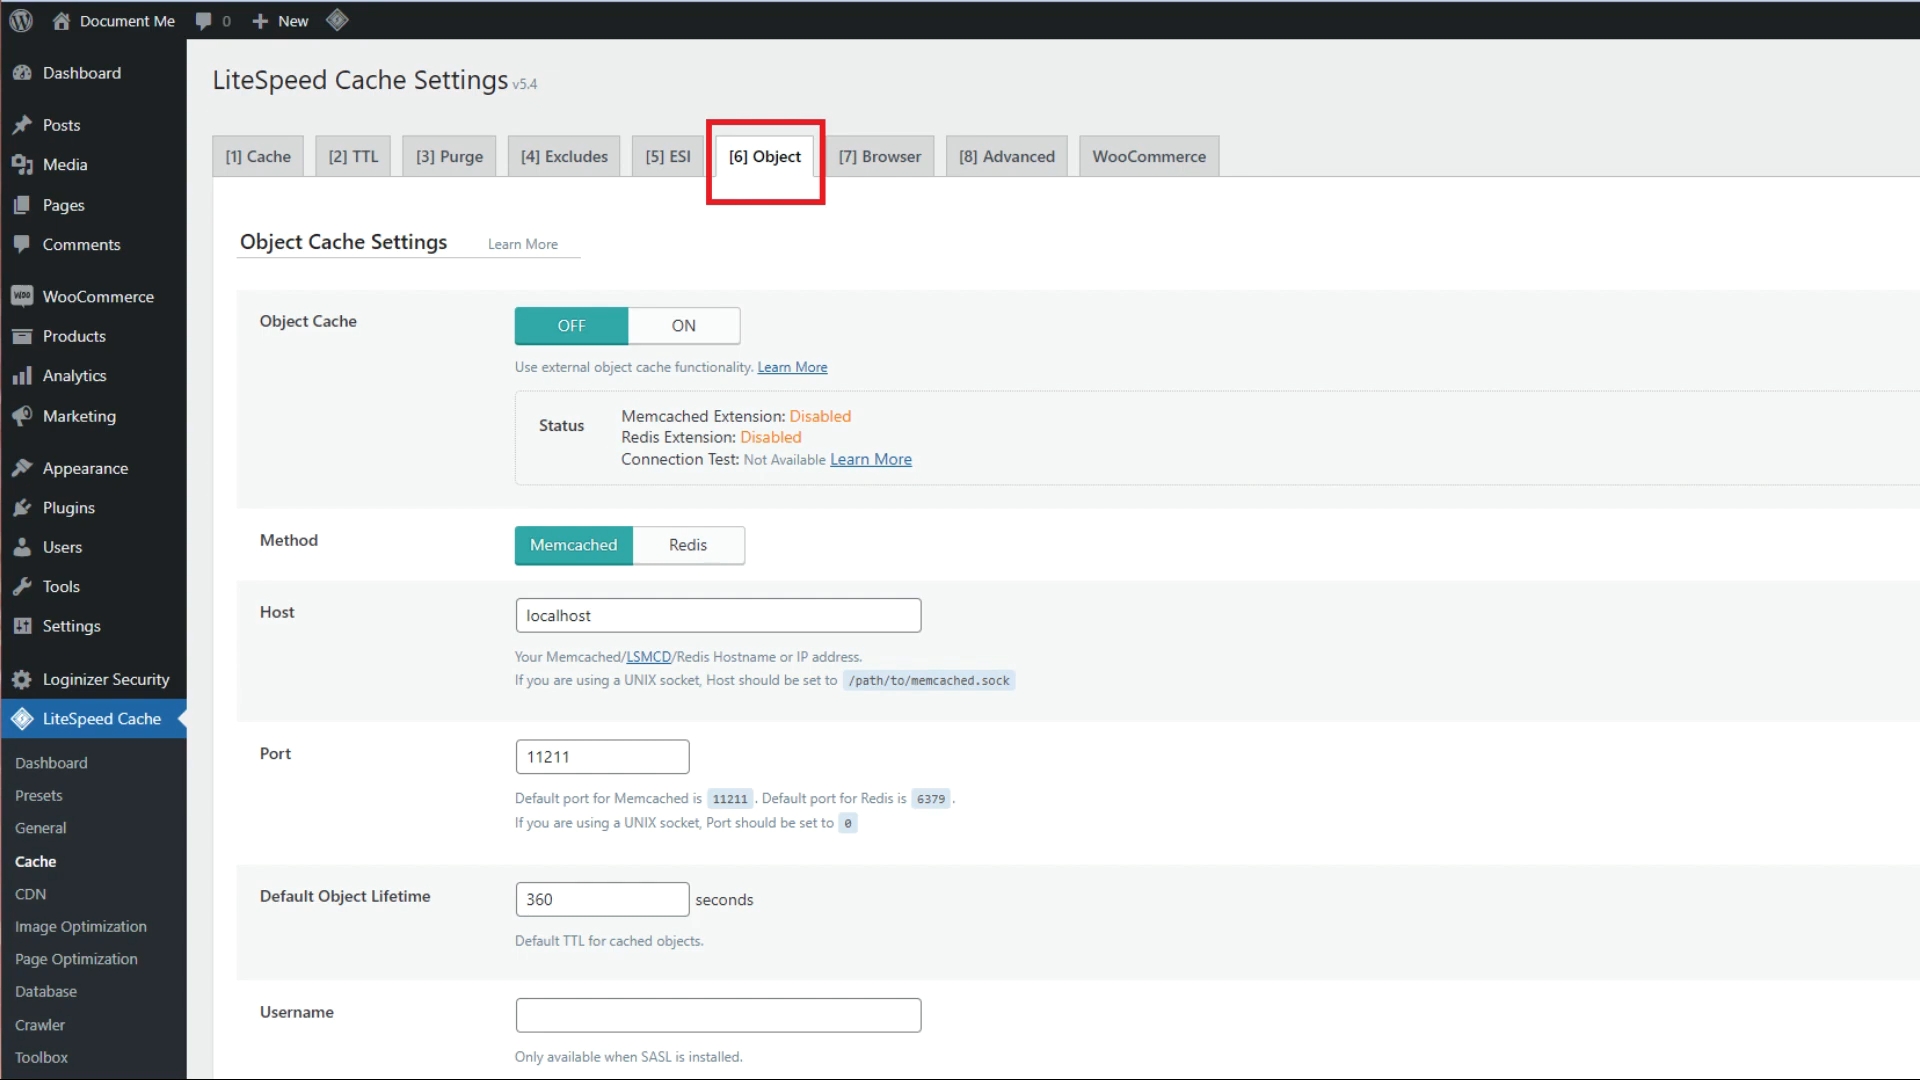 Document Me 0 New
Dashboard
Posts
Media
Pages
Comments
WOO WooCommerce
Products
Analytics
Marketing
Appearance
Plugins
Users
Tools
Settings
Loginizer Security
LiteSpeed Cache
Dashboard
Presets
General
Cache
CDN
Image Optimization
Page Optimization
Database
Crawler
Toolbox
LiteSpeed Cache Settings v5.4
[1] Cache [2] TTL [3] Purge [4] Excludes [5] ESI [6] Object [7] Browser [8] Advanced WooCommerce
Object Cache Settings Learn More
Object Cache OFF ON
Use external object cache functionality. Learn More
Status
Memcached Extension: Disabled
Redis Extension: Disabled
Connection Test: Not Available Learn More
Method Memcached Redis
Host localhost
Your Memcached/LSMCD/Redis Hostname or IP address.
If you are using a UNIX socket, Host should be set to /path/to/memcached.sock
Port 11211
Default port for Memcached is 11211 . Default port for Redis is 6379 .
If you are using a UNIX socket, Port should be set to 0
Default Object Lifetime 360 seconds
Default TTL for cached objects.
Username
Only available when SASL is installed.